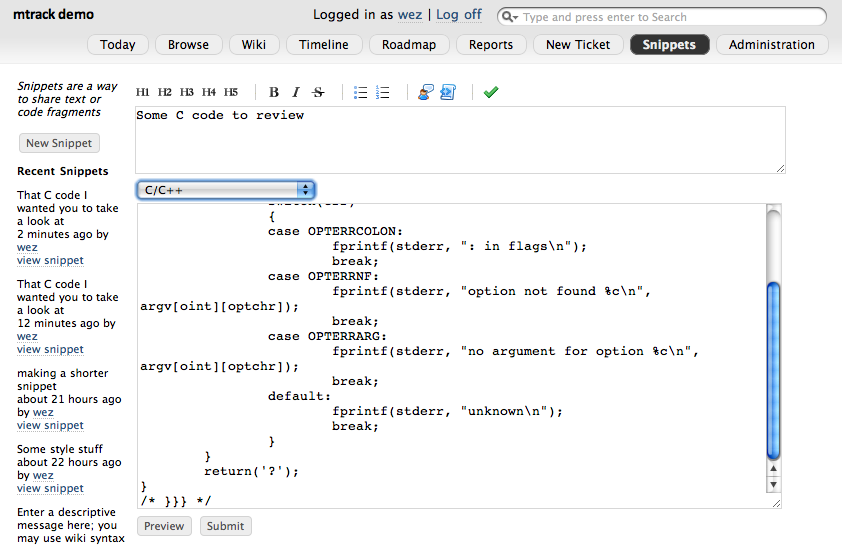 mtrack demo
Logged in as wez | Log off
Type and press enter to Search
Today Browse Wiki Timeline Roadmap Reports New Ticket Snippets Administration
Snippets are a way
to share text or
code fragments
New Snippet
Recent Snippets
That C code I
wanted you to take
a look at
2 minutes ago by
wez
view snippet
That C code I
wanted you to take
a look at
12 minutes ago by
wez
view snippet
making a shorter
snippet
about 21 hours ago
by wez
view snippet
Some style stuff
about 22 hours ago
by wez
view snippet
Enter a descriptive
message here; you
may use wiki syntax
H1 H2 H3 H4 H5 B I S
Some C code to review
C/C++
{
case OPTERRCOLON:
fprintf(stderr, ": in flags\n");
break;
case OPTERRNF:
fprintf(stderr, "option not found %c\n",
argv[oint][optchr]);
break;
case OPTERRARG:
fprintf(stderr, "no argument for option %c\n",
argv[oint][optchr]);
break;
default:
fprintf(stderr, "unknown\n");
break;
}
}
return('?');
}
/* }}} */
Preview Submit